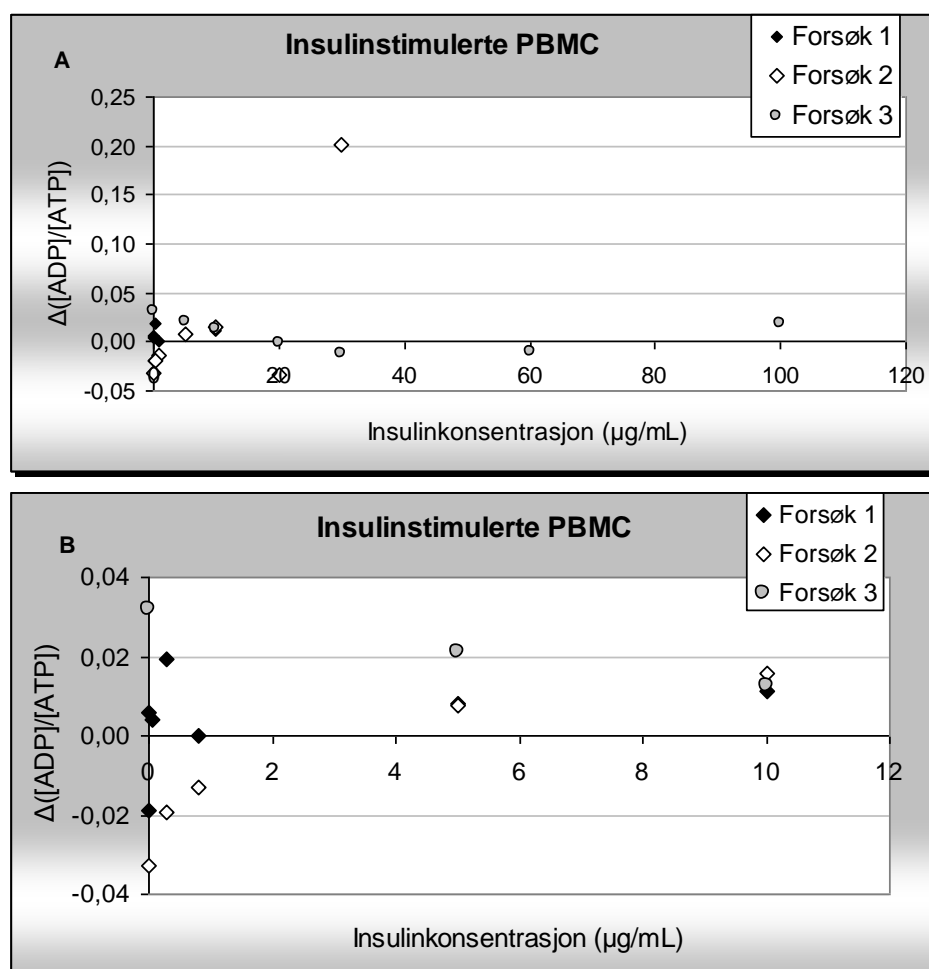 A
Insulinstimulerte PBMC
Forsøk 1
Forsøk 2
Forsøk 3
0,25
0,20
0,15
0,10
0,05
0,00
-0,05
Δ([ADP]/[ATP])
0 20 40 60 80 100 120
Insulinkonsentrasjon (µg/mL)
B
Insulinstimulerte PBMC
Forsøk 1
Forsøk 2
Forsøk 3
0,04
0,02
0,00
-0,02
-0,04
Δ([ADP]/[ATP])
0 2 4 6 8 10 12
Insulinkonsentrasjon (µg/mL)